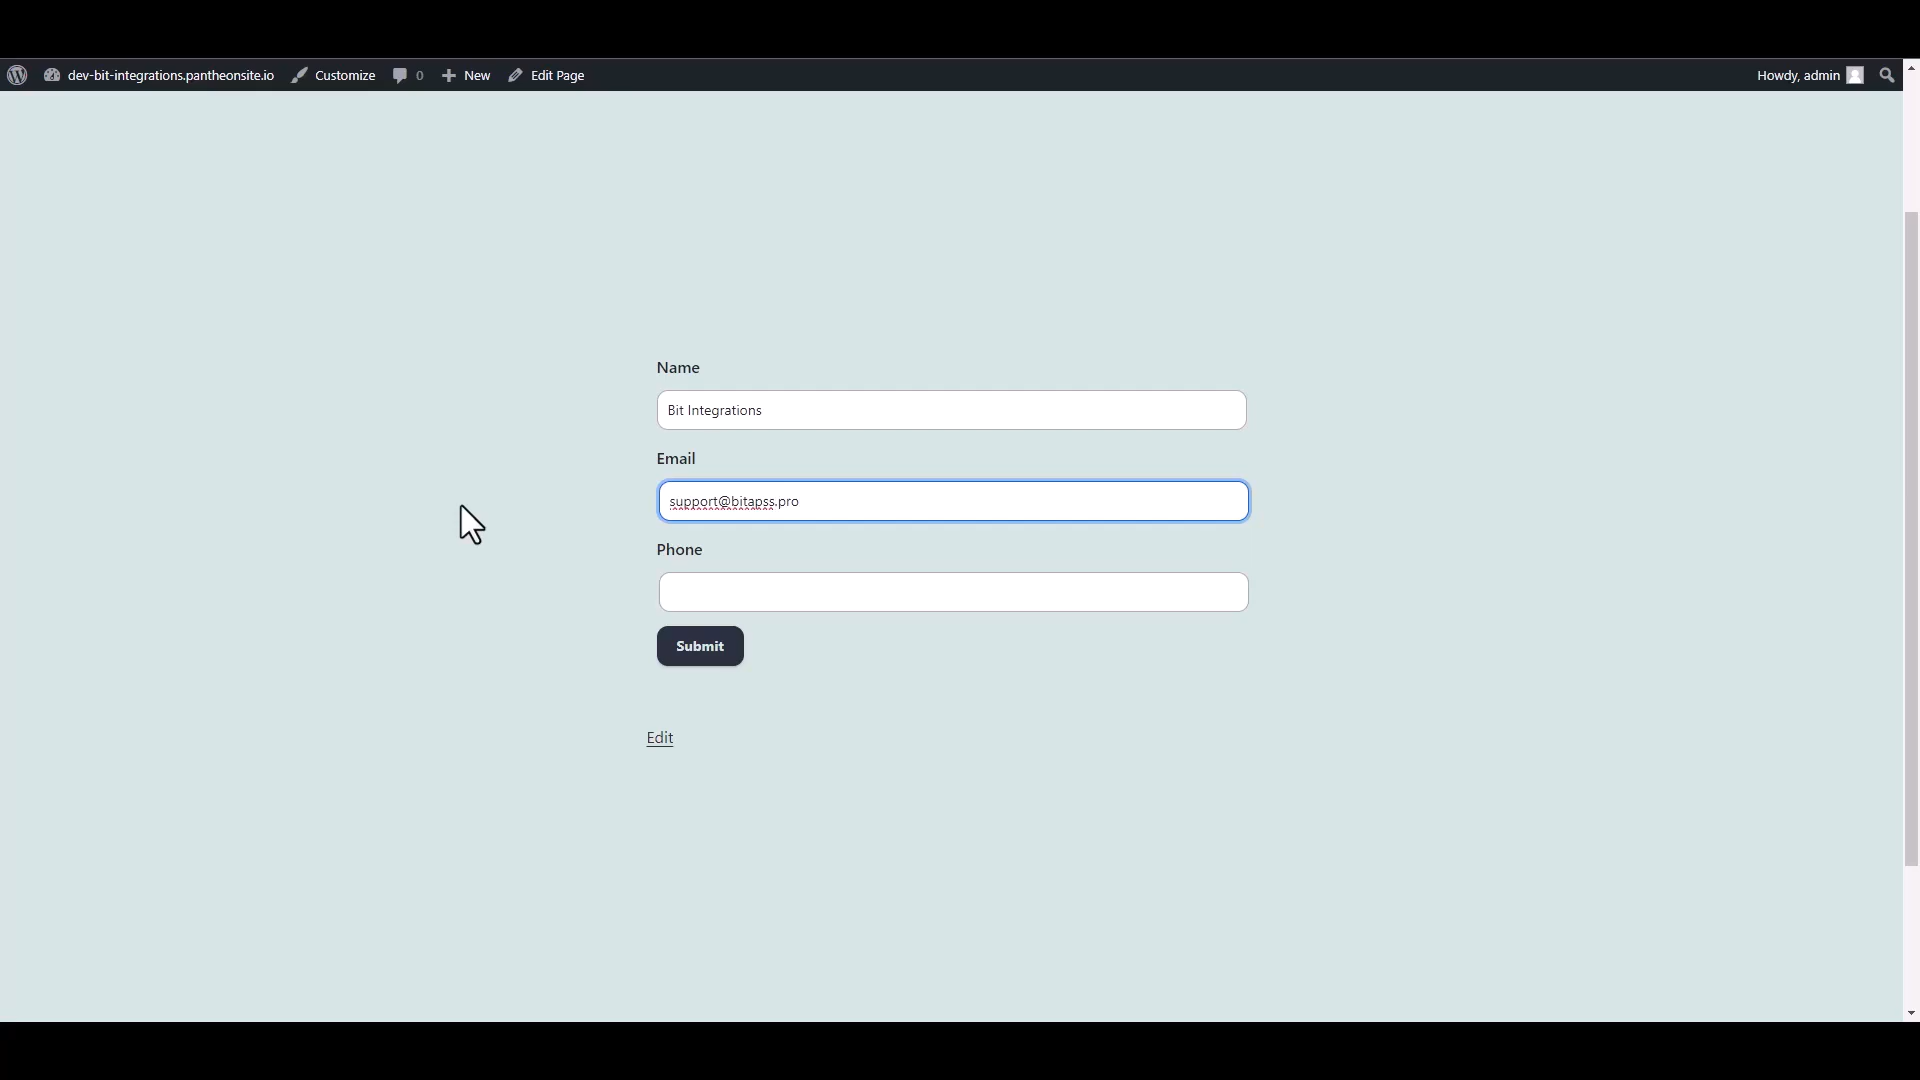 dev-bit-integrations.pantheonsite.io Customize 0 New Edit Page Howdy, admin
Name
Bit Integrations
Email
support@bitapss.pro
Phone
Submit
Edit